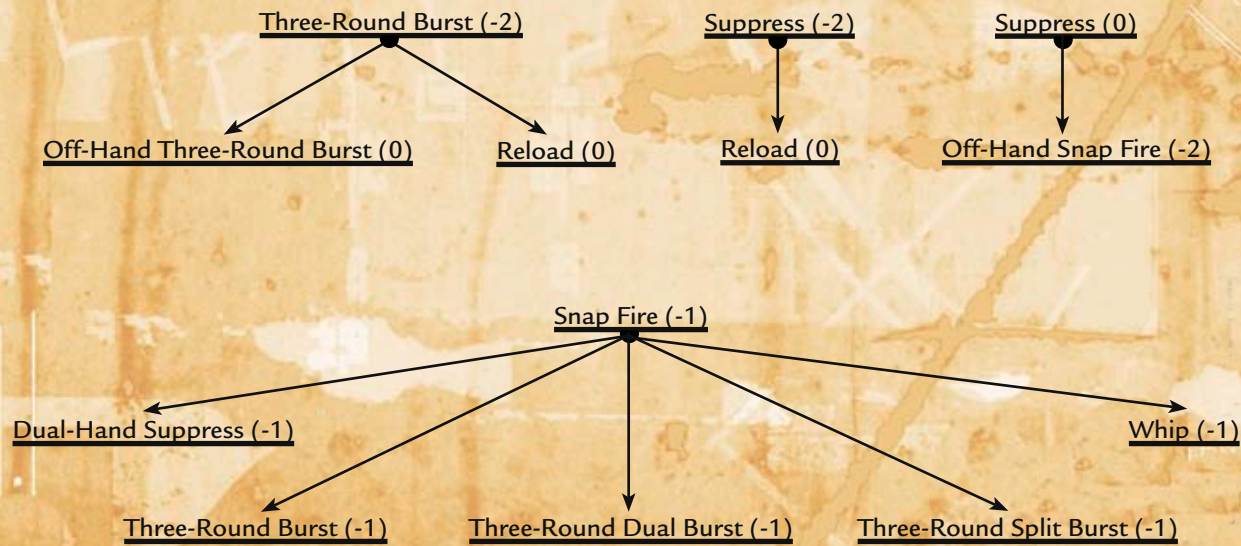 Three-Round Burst (-2)
Suppress (-2)
Suppress (0)
Off-Hand Three-Round Burst (0)
Reload (0)
Reload (0)
Off-Hand Snap Fire (-2)
Snap Fire (-1)
Dual-Hand Suppress (-1)
Whip (-1)
Three-Round Burst (-1)
Three-Round Dual Burst (-1)
Three-Round Split Burst (-1)